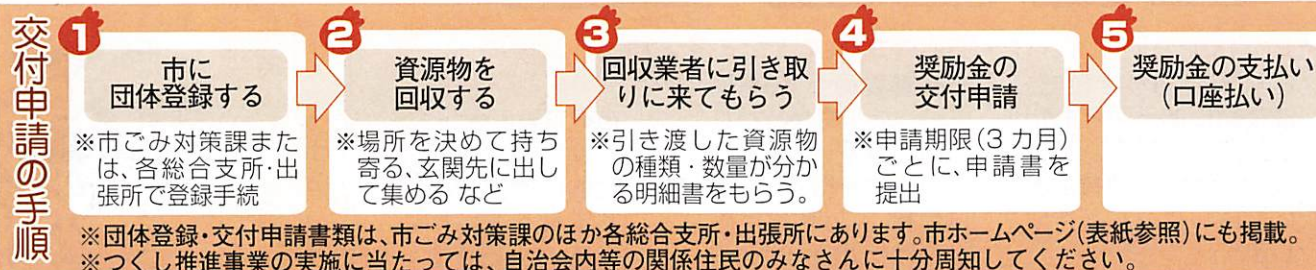 交付申請の手順
1
市に
団体登録する
※市ごみ対策課また
は、各総合支所・出
張所で登録手続
2
資源物を
回収する
※場所を決めて持ち
寄る、玄関先に出し
て集める など
3
回収業者に引き取
りに来てもらう
※引き渡した資源物
の種類・数量が分か
る明細書をもらう。
4
奨励金の
交付申請
※申請期限(3 カ月)
ごとに、申請書を
提出
5
奨励金の支払い
(口座払い)
※団体登録・交付申請書類は、市ごみ対策課のほか各総合支所・出張所にあります。市ホームページ(表紙参照)にも掲載。
※つくし推進事業の実施に当たっては、自治会内等の関係住民のみなさんに十分周知してください。